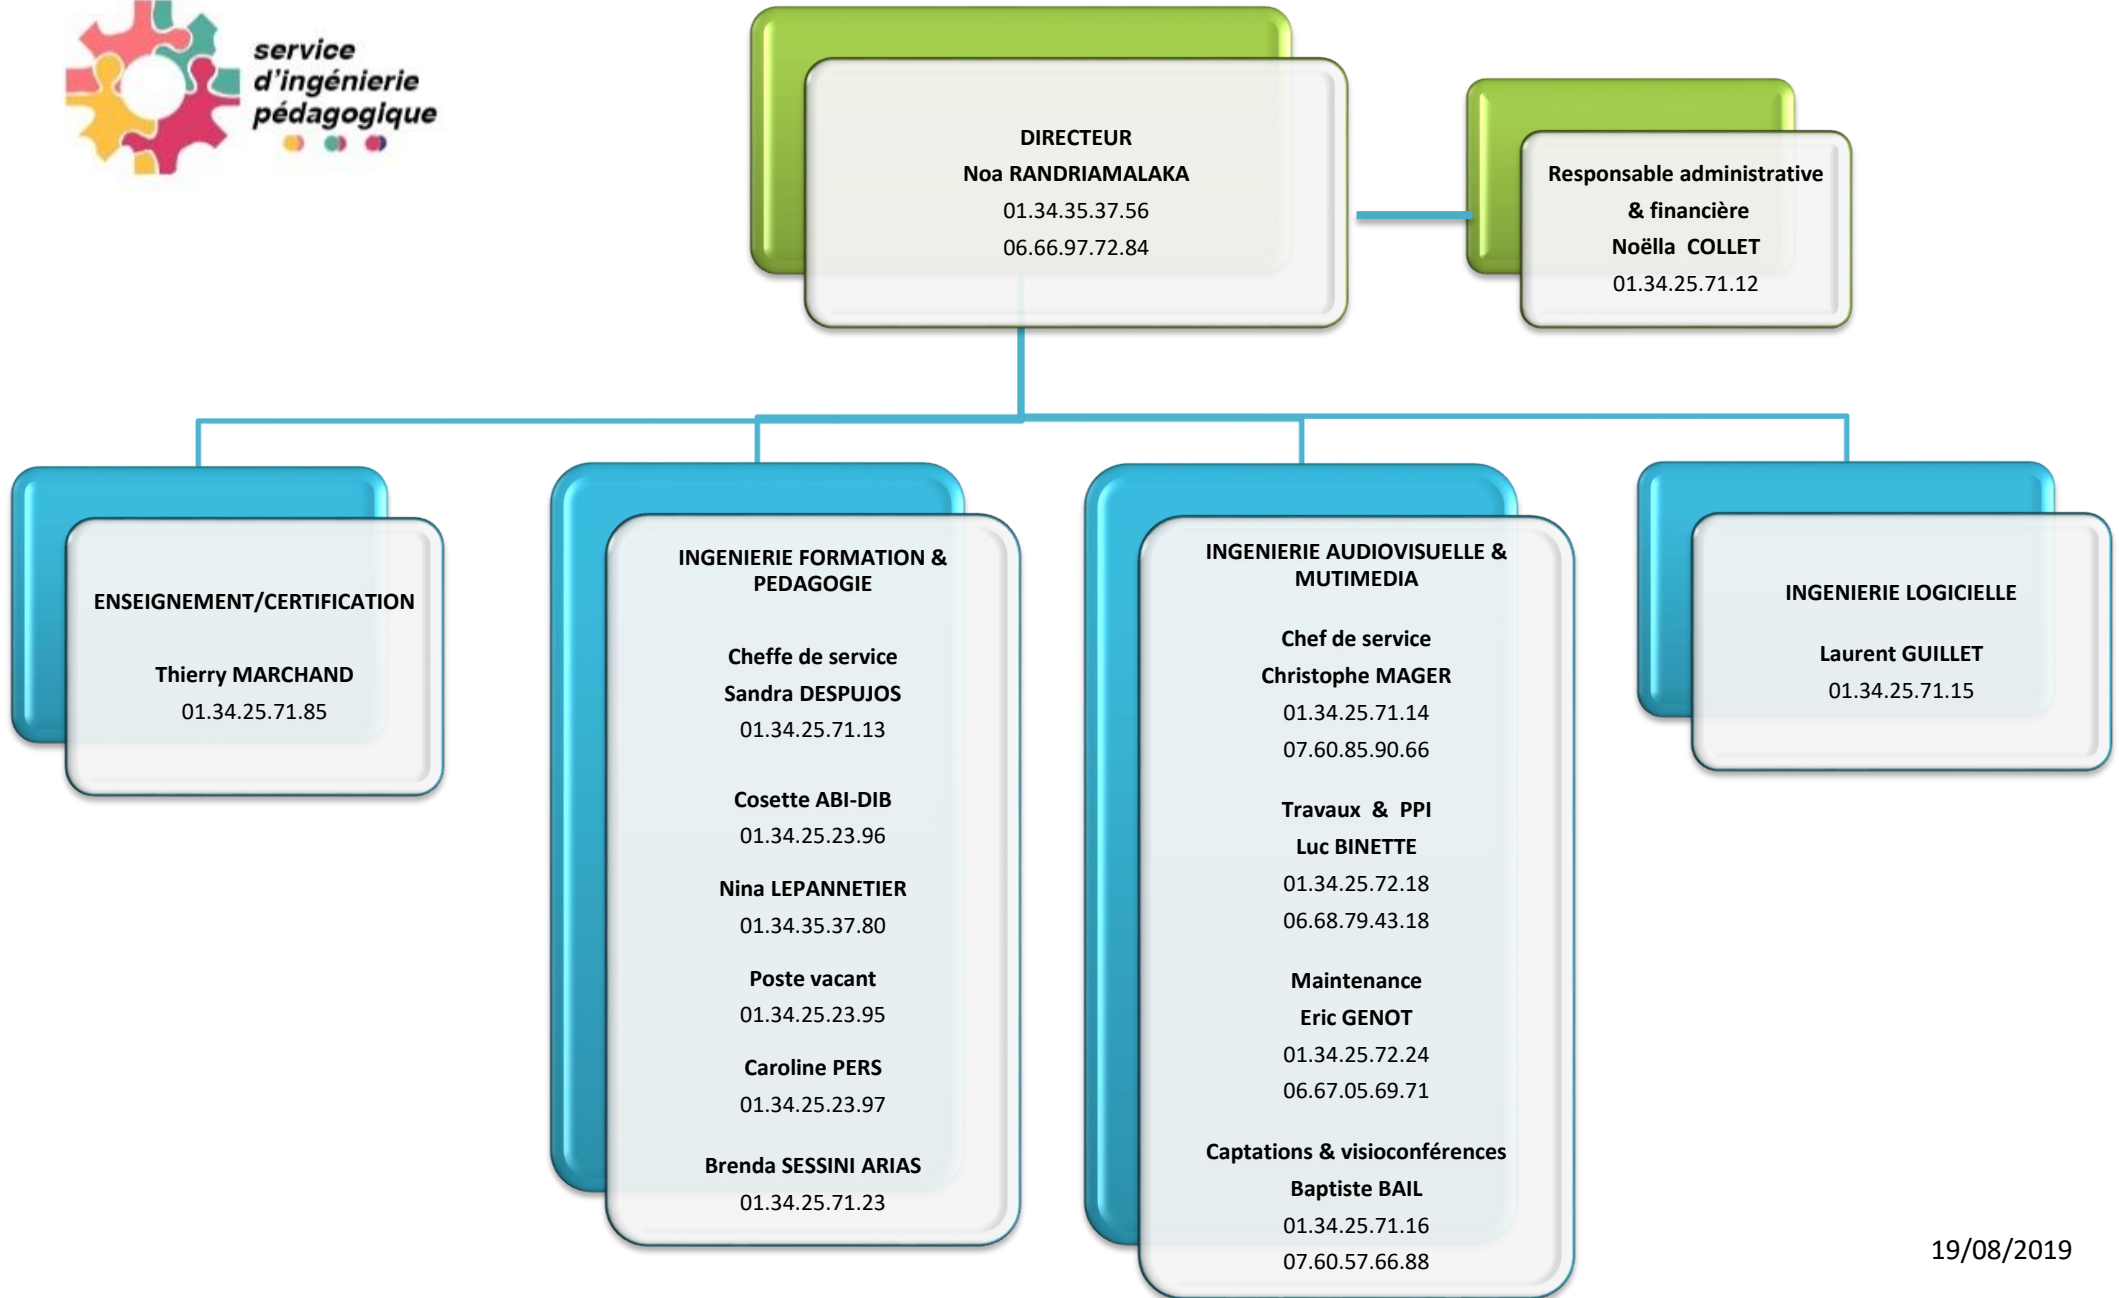 service
d'ingénierie
pédagogique
DIRECTEUR
Noa RANDRIAMALAKA
01.34.35.37.56
06.66.97.72.84
Responsable administrative
& financière
Noëlla  COLLET
01.34.25.71.12
ENSEIGNEMENT/CERTIFICATION
Thierry MARCHAND
01.34.25.71.85
INGENIERIE FORMATION &
PEDAGOGIE
Cheffe de service
Sandra DESPUJOS
01.34.25.71.13
Cosette ABI-DIB
01.34.25.23.96
Nina LEPANNETIER
01.34.35.37.80
Poste vacant
01.34.25.23.95
Caroline PERS
01.34.25.23.97
Brenda SESSINI ARIAS
01.34.25.71.23
INGENIERIE AUDIOVISUELLE &
MUTIMEDIA
Chef de service
Christophe MAGER
01.34.25.71.14
07.60.85.90.66
Travaux  &  PPI
Luc BINETTE
01.34.25.72.18
06.68.79.43.18
Maintenance
Eric GENOT
01.34.25.72.24
06.67.05.69.71
Captations & visioconférences
Baptiste BAIL
01.34.25.71.16
07.60.57.66.88
INGENIERIE LOGICIELLE
Laurent GUILLET
01.34.25.71.15
19/08/2019